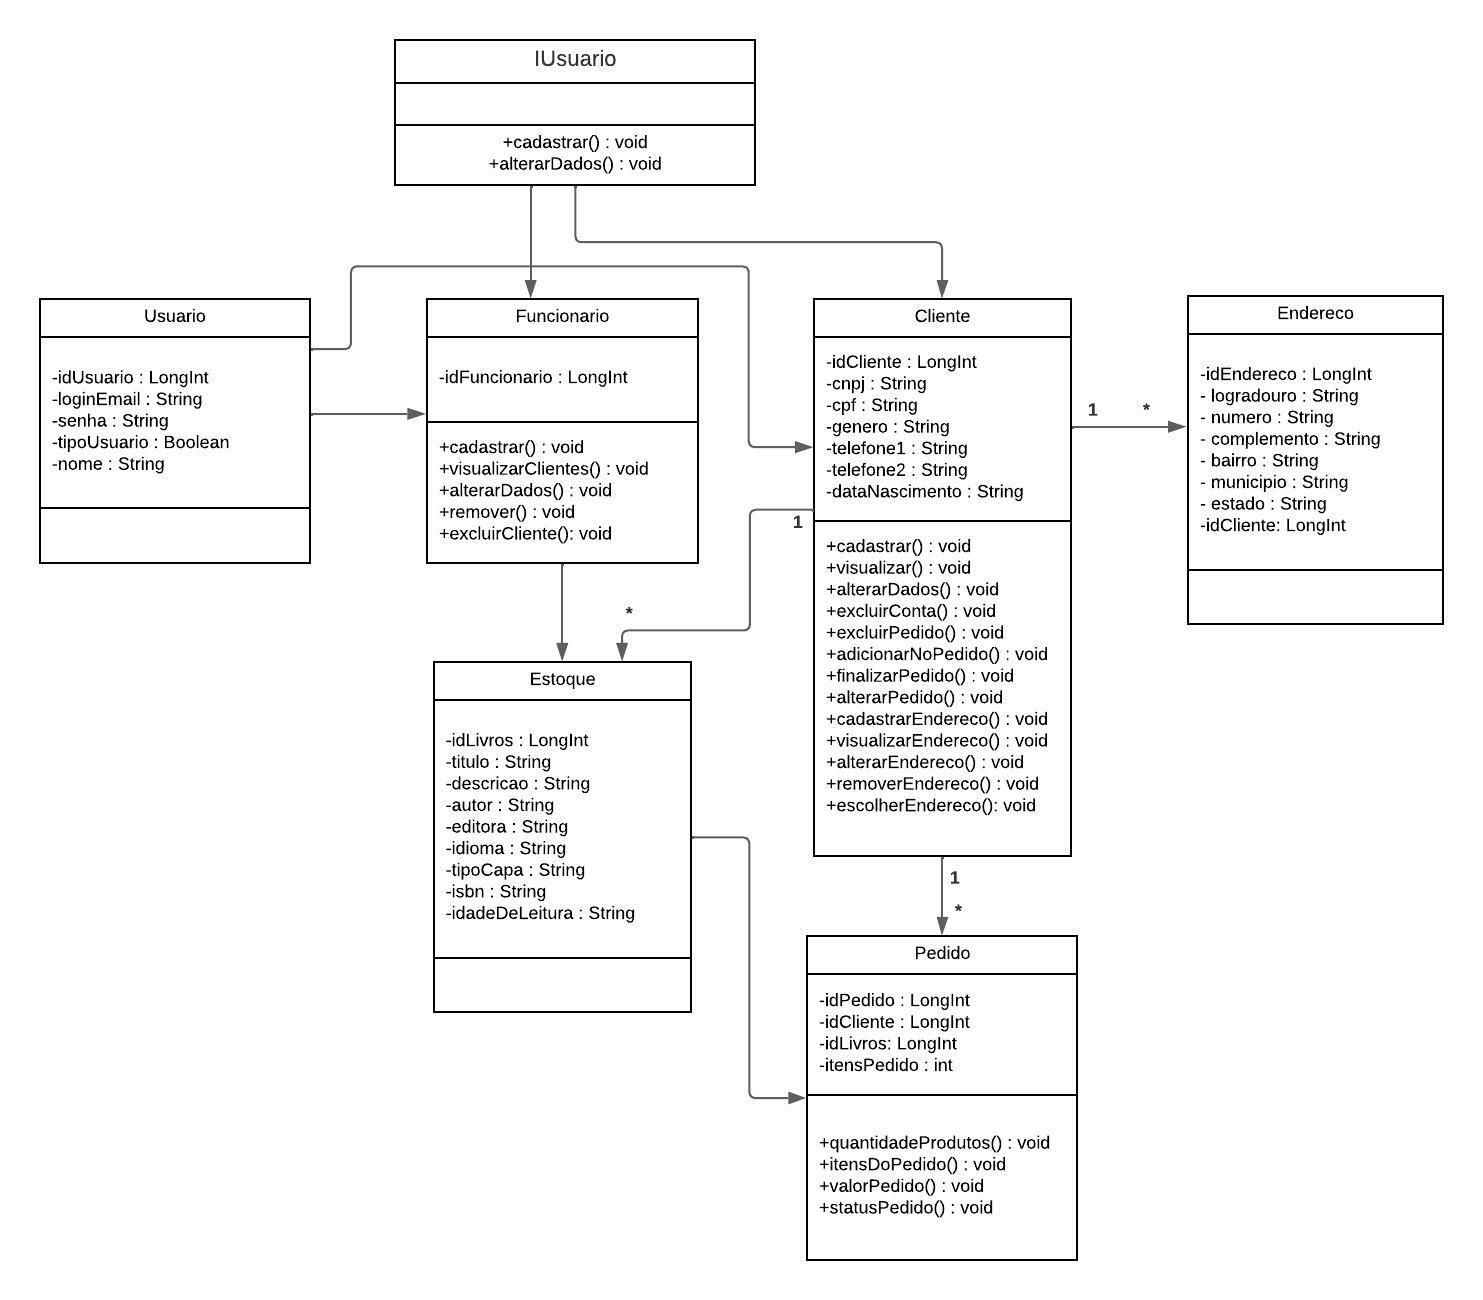 IUsuario
+cadastrar() : void
+alterarDados() : void
Usuario
-idUsuario : LongInt
-loginEmail : String
-senha : String
-tipoUsuario : Boolean
-nome : String
Funcionario
-idFuncionario : LongInt
+cadastrar() : void
+visualizarClientes() : void
+alterarDados() : void
+remover() : void
+excluirCliente(): void
Cliente
-idCliente : LongInt
-cnpj : String
-cpf : String
-genero : String
-telefone1 : String
-telefone2 : String
-dataNascimento : String
+cadastrar() : void
+visualizar() : void
+alterarDados() : void
+excluirConta() : void
+excluirPedido() : void
+adicionarNoPedido() : void
+finalizarPedido() : void
+alterarPedido() : void
+cadastrarEndereco() : void
+visualizarEndereco() : void
+alterarEndereco() : void
+removerEndereco() : void
+escolherEndereco(): void
1 *
Endereco
-idEndereco : LongInt
- logradouro : String
- numero : String
- complemento : String
- bairro : String
- municipio : String
- estado : String
-idCliente: LongInt
1
*
Estoque
-idLivros : LongInt
-titulo : String
-descricao : String
-autor : String
-editora : String
-idioma : String
-tipoCapa : String
-isbn : String
-idadeDeLeitura : String
1
*
Pedido
-idPedido : LongInt
-idCliente : LongInt
-idLivros: LongInt
-itensPedido : int
+quantidadeProdutos() : void
+itensDoPedido() : void
+valorPedido() : void
+statusPedido() : void